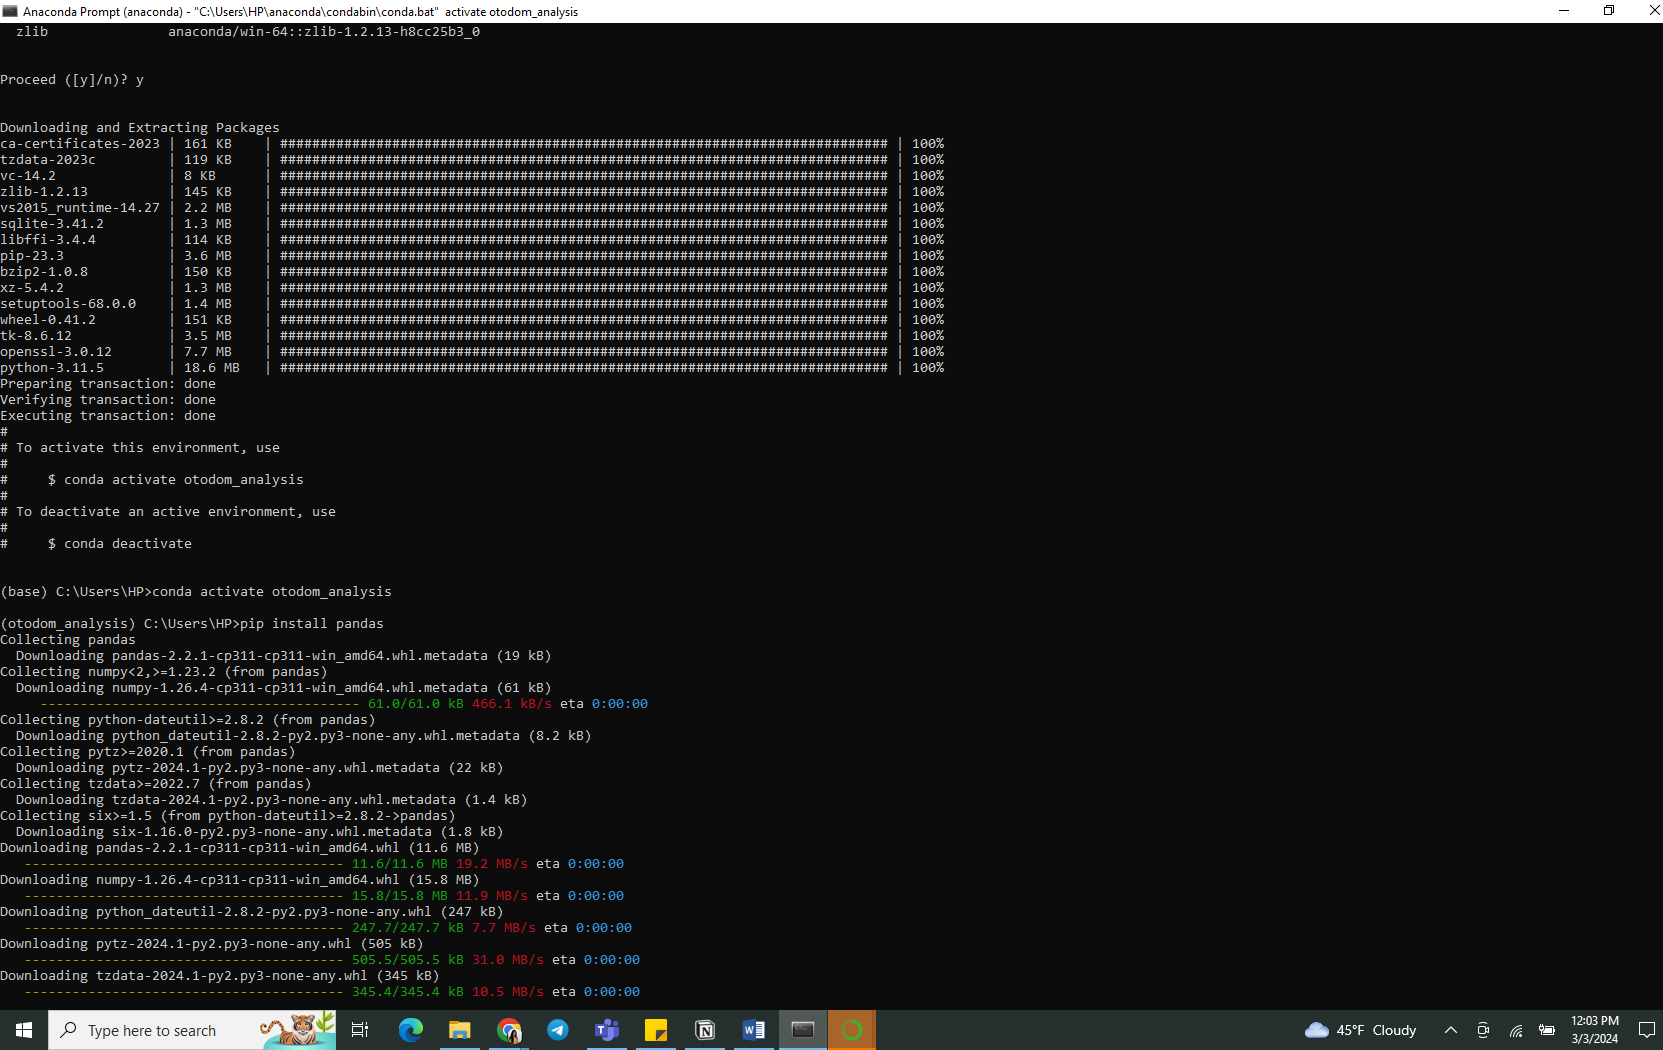 Anaconda Prompt (anaconda) - "C:\Users\HP\anaconda\condabin\conda.bat" activate otodom_analysis
zlib anaconda/win-64::zlib-1.2.13-h8cc25b3_0
Proceed ([y]/n)? y
Downloading and Extracting Packages
ca-certificates-2023 | 161 KB | ############################################################################ | 100%
tzdata-2023c | 119 KB | ############################################################################ | 100%
vc-14.2 | 8 KB | ############################################################################ | 100%
zlib-1.2.13 | 145 KB | ############################################################################ | 100%
vs2015_runtime-14.27 | 2.2 MB | ############################################################################ | 100%
sqlite-3.41.2 | 1.3 MB | ############################################################################ | 100%
libffi-3.4.4 | 114 KB | ############################################################################ | 100%
pip-23.3 | 3.6 MB | ############################################################################ | 100%
bzip2-1.0.8 | 150 KB | ############################################################################ | 100%
xz-5.4.2 | 1.3 MB | ############################################################################ | 100%
setuptools-68.0.0 | 1.4 MB | ############################################################################ | 100%
wheel-0.41.2 | 151 KB | ############################################################################ | 100%
tk-8.6.12 | 3.5 MB | ############################################################################ | 100%
openssl-3.0.12 | 7.7 MB | ############################################################################ | 100%
python-3.11.5 | 18.6 MB | ############################################################################ | 100%
Preparing transaction: done
Verifying transaction: done
Executing transaction: done
#
# To activate this environment, use
#
# $ conda activate otodom_analysis
#
# To deactivate an active environment, use
#
# $ conda deactivate
(base) C:\Users\HP>conda activate otodom_analysis
(otodom_analysis) C:\Users\HP>pip install pandas
Collecting pandas
Downloading pandas-2.2.1-cp311-cp311-win_amd64.whl.metadata (19 kB)
Collecting numpy<2,>=1.23.2 (from pandas)
Downloading numpy-1.26.4-cp311-cp311-win_amd64.whl.metadata (61 kB)
---------------------------------------- 61.0/61.0 kB 466.1 kB/s eta 0:00:00
Collecting python-dateutil>=2.8.2 (from pandas)
Downloading python_dateutil-2.8.2-py2.py3-none-any.whl.metadata (8.2 kB)
Collecting pytz>=2020.1 (from pandas)
Downloading pytz-2024.1-py2.py3-none-any.whl.metadata (22 kB)
Collecting tzdata>=2022.7 (from pandas)
Downloading tzdata-2024.1-py2.py3-none-any.whl.metadata (1.4 kB)
Collecting six>=1.5 (from python-dateutil>=2.8.2->pandas)
Downloading six-1.16.0-py2.py3-none-any.whl.metadata (1.8 kB)
Downloading pandas-2.2.1-cp311-cp311-win_amd64.whl (11.6 MB)
---------------------------------------- 11.6/11.6 MB 19.2 MB/s eta 0:00:00
Downloading numpy-1.26.4-cp311-cp311-win_amd64.whl (15.8 MB)
---------------------------------------- 15.8/15.8 MB 11.9 MB/s eta 0:00:00
Downloading python_dateutil-2.8.2-py2.py3-none-any.whl (247 kB)
---------------------------------------- 247.7/247.7 kB 7.7 MB/s eta 0:00:00
Downloading pytz-2024.1-py2.py3-none-any.whl (505 kB)
---------------------------------------- 505.5/505.5 kB 31.0 MB/s eta 0:00:00
Downloading tzdata-2024.1-py2.py3-none-any.whl (345 kB)
---------------------------------------- 345.4/345.4 kB 10.5 MB/s eta 0:00:00
Type here to search
45°F Cloudy
12:03 PM
3/3/2024